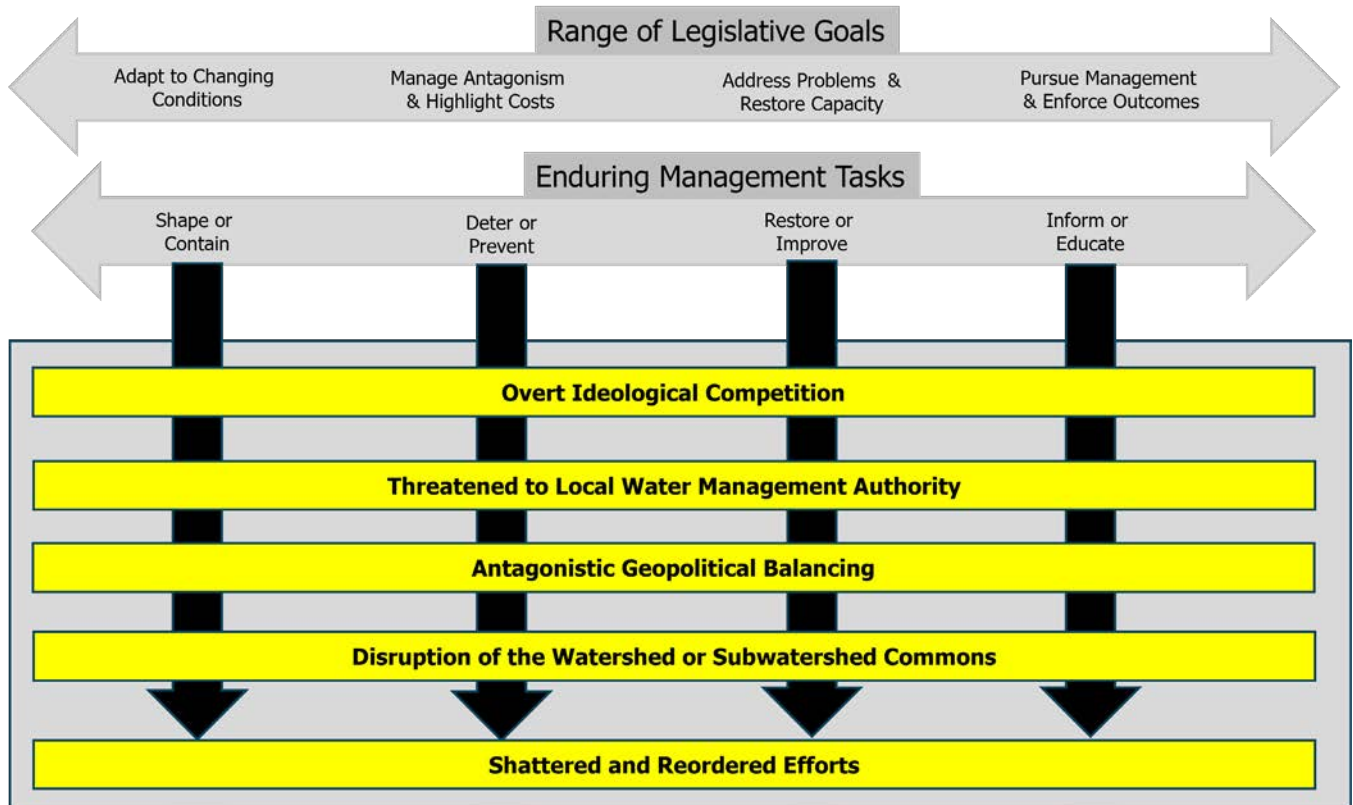 Range of Legislative Goals
Adapt to Changing
Conditions
Manage Antagonism
& Highlight Costs
Address Problems &
Restore Capacity
Pursue Management
& Enforce Outcomes
Enduring Management Tasks
Shape or
Contain
Deter or
Prevent
Restore or
Improve
Inform or
Educate
Overt Ideological Competition
Threatened to Local Water Management Authority
Antagonistic Geopolitical Balancing
Disruption of the Watershed or Subwatershed Commons
Shattered and Reordered Efforts